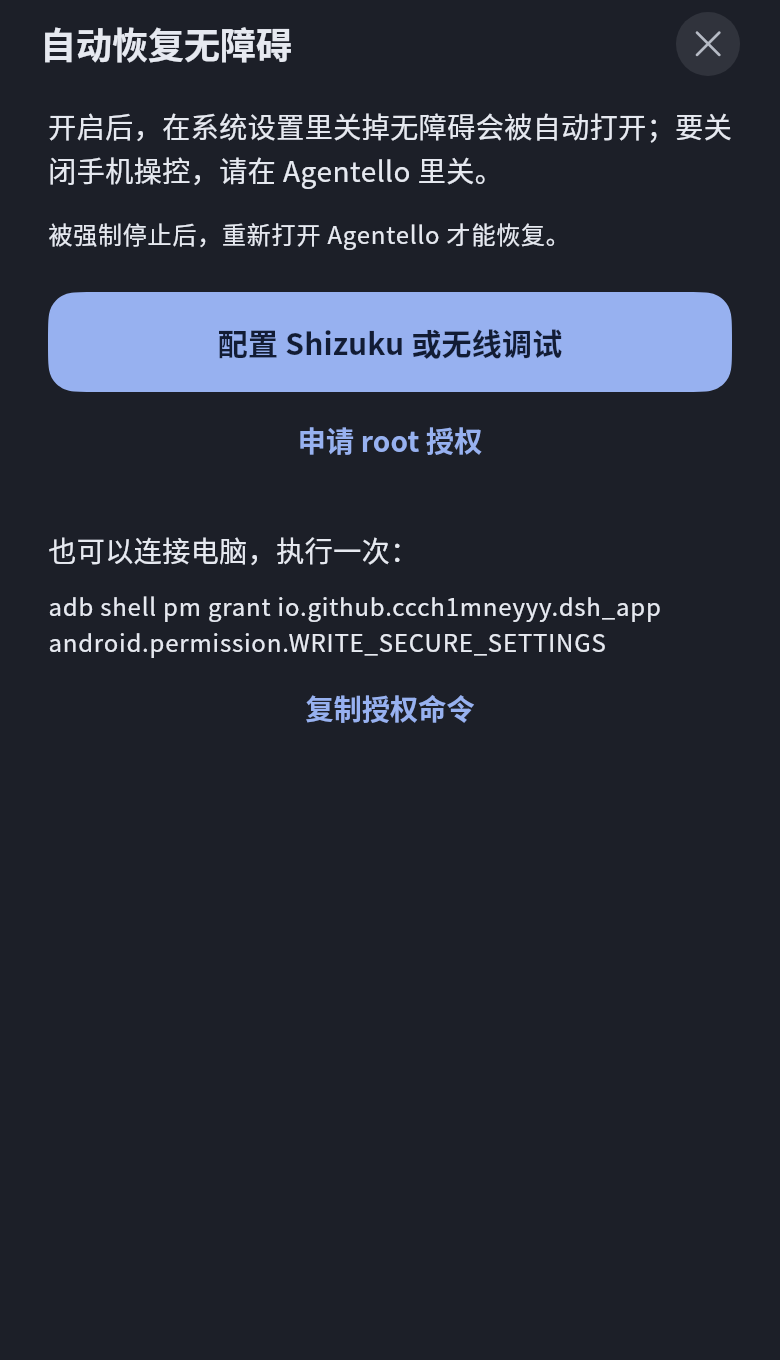 自动恢复无障碍
开启后，在系统设置里关掉无障碍会被自动打开；要关
闭手机操控，请在 Agentello 里关。
被强制停止后，重新打开 Agentello 才能恢复。
配置 Shizuku 或无线调试
申请 root 授权
也可以连接电脑，执行一次：
adb shell pm grant io.github.ccch1mneyyy.dsh_app
android.permission.WRITE_SECURE_SETTINGS
复制授权命令